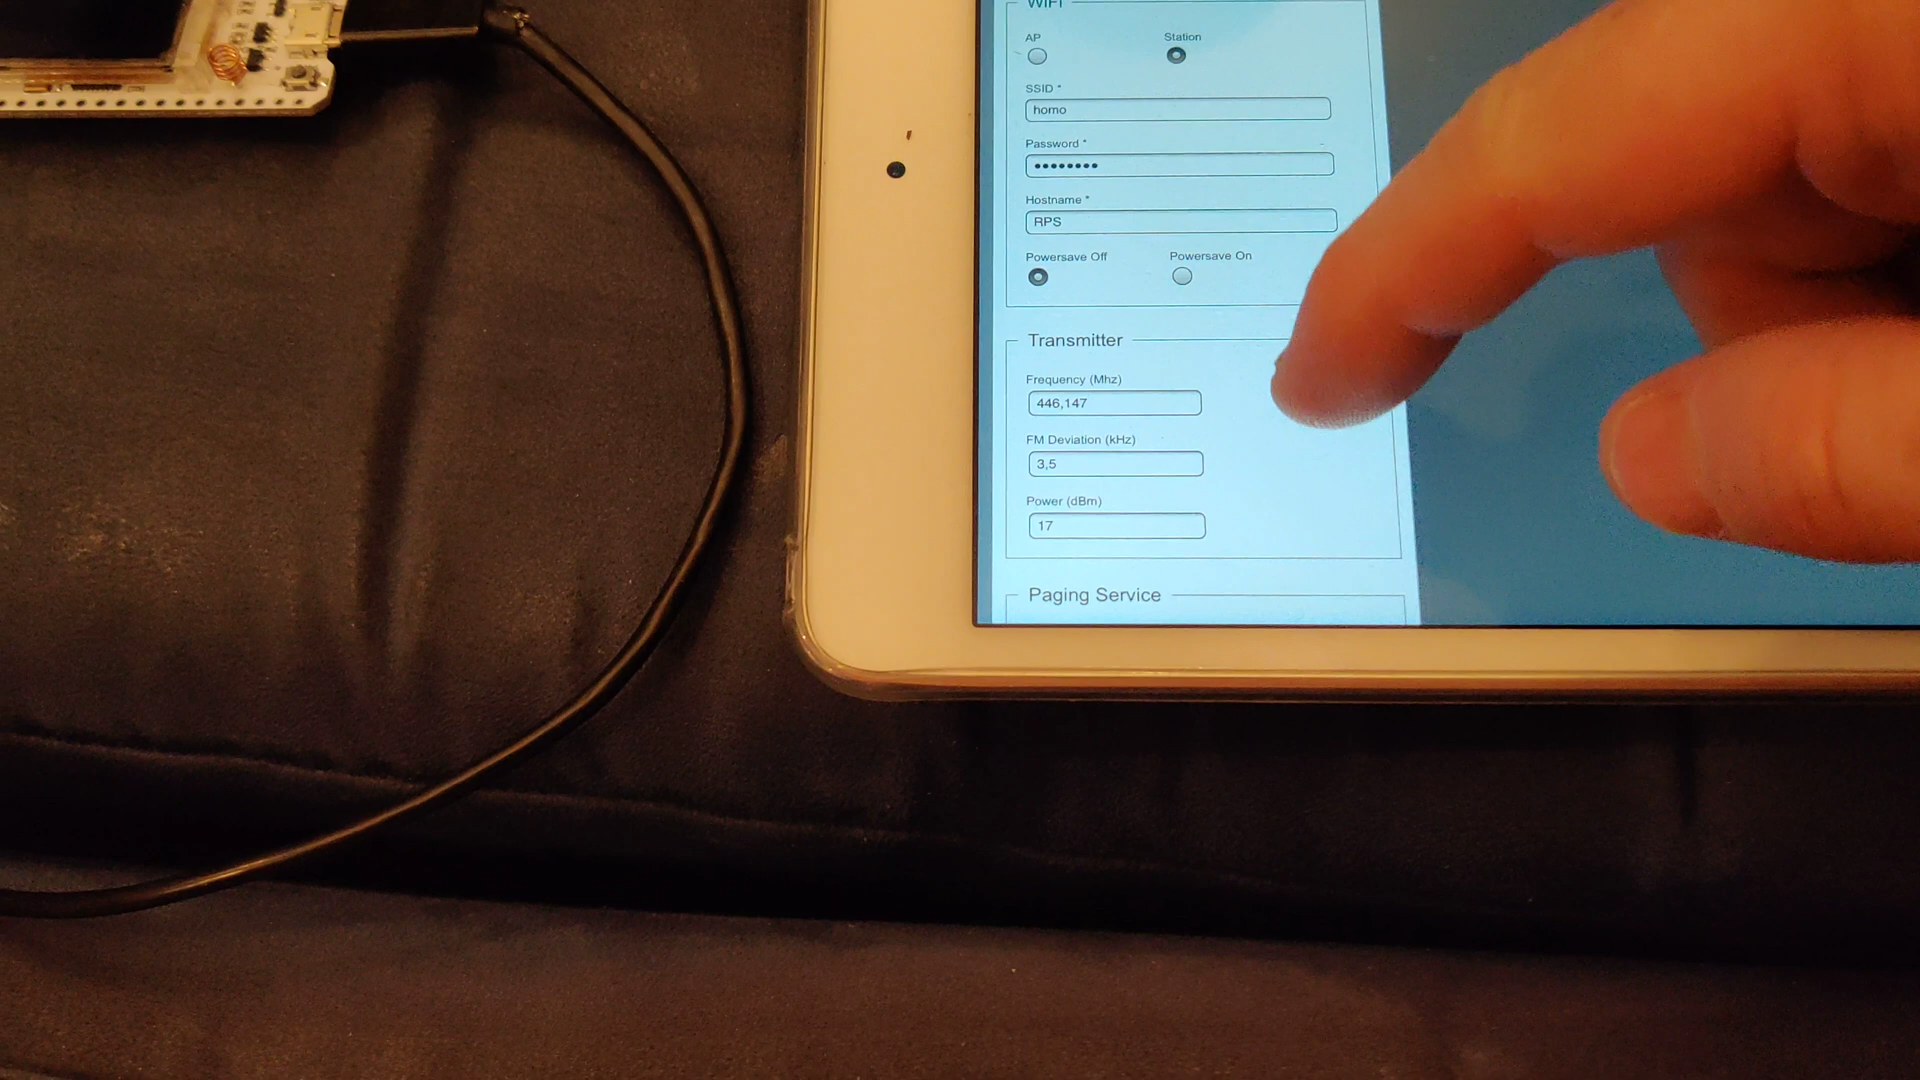 WIFI
AP Station
SSID *
homo
Password *
••••••••
Hostname *
RPS
Powersave Off Powersave On
Transmitter
Frequency (Mhz)
446,147
FM Deviation (kHz)
3,5
Power (dBm)
17
Paging Service